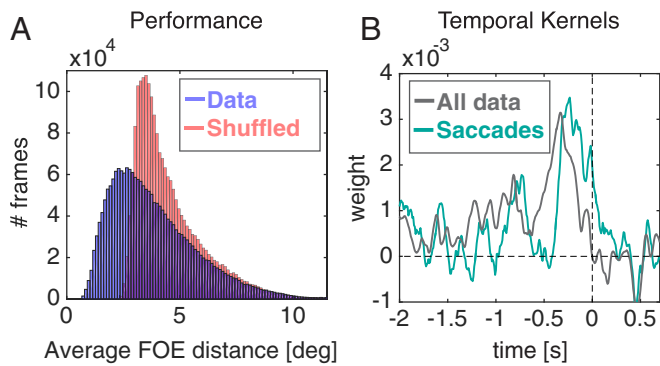 A Performance
x10⁴
10
8
6
4
2
0
# frames
Data
Shuffled
0 5 10
Average FOE distance [deg]
B Temporal Kernels
x10⁻³
4
3
2
1
0
-1
weight
All data
Saccades
-2 -1.5 -1 -0.5 0 0.5
time [s]